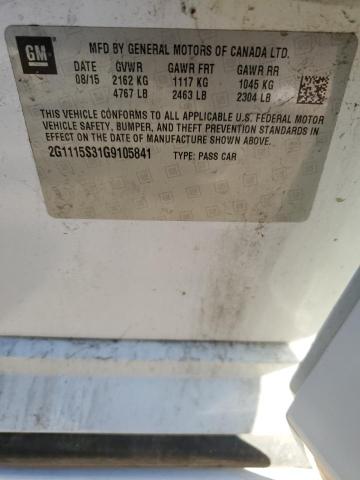 GM
MFD BY GENERAL MOTORS OF CANADA LTD.
DATE GVWR GAWR FRT GAWR RR
08/15 2162 KG 1117 KG 1045 KG
4767 LB 2463 LB 2304 LB
THIS VEHICLE CONFORMS TO ALL APPLICABLE U.S. FEDERAL MOTOR
VEHICLE SAFETY, BUMPER, AND THEFT PREVENTION STANDARDS
IN EFFECT ON THE DATE OF MANUFACTURE SHOWN ABOVE.
2G1115S31G9105841 TYPE: PASS CAR